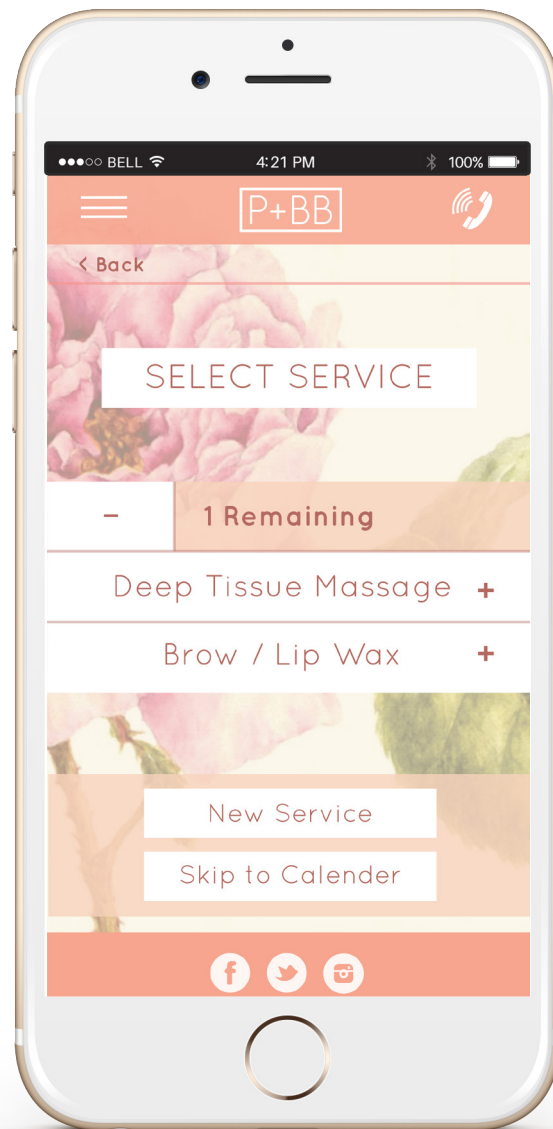 BELL 4:21 PM 100%
P+BB
< Back
SELECT SERVICE
− 1 Remaining
Deep Tissue Massage +
Brow / Lip Wax +
New Service
Skip to Calender
f